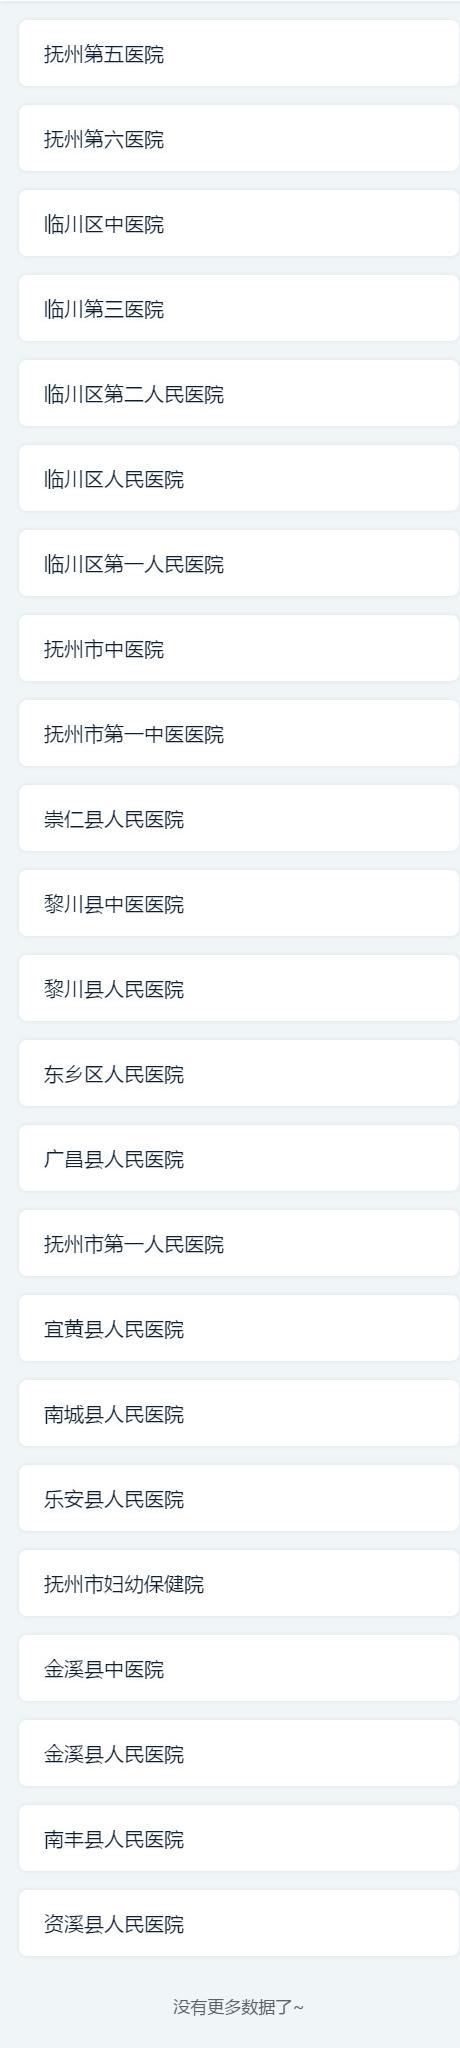 抚州第五医院
抚州第六医院
临川区中医院
临川第三医院
临川区第二人民医院
临川区人民医院
临川区第一人民医院
抚州市中医院
抚州市第一中医医院
崇仁县人民医院
黎川县中医医院
黎川县人民医院
东乡区人民医院
广昌县人民医院
抚州市第一人民医院
宜黄县人民医院
南城县人民医院
乐安县人民医院
抚州市妇幼保健院
金溪县中医院
金溪县人民医院
南丰县人民医院
资溪县人民医院
没有更多数据了~